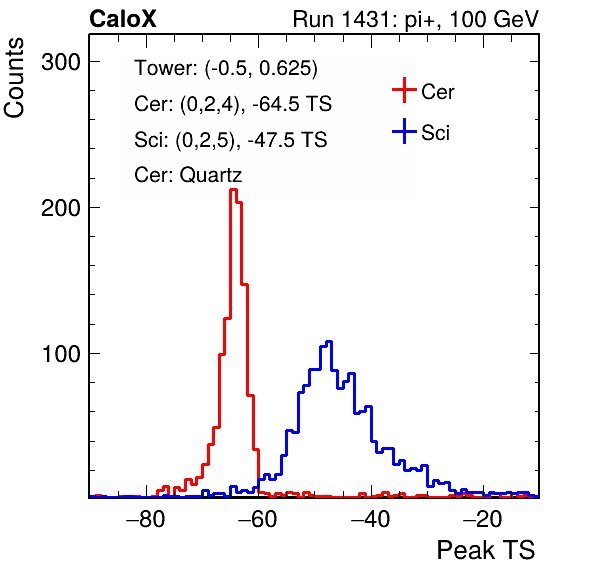 CaloX Run 1431: pi+, 100 GeV
Counts
300
200
100
Tower: (-0.5, 0.625)
Cer: (0,2,4), -64.5 TS
Sci: (0,2,5), -47.5 TS
Cer: Quartz
Cer
Sci
−80 −60 −40 −20
Peak TS